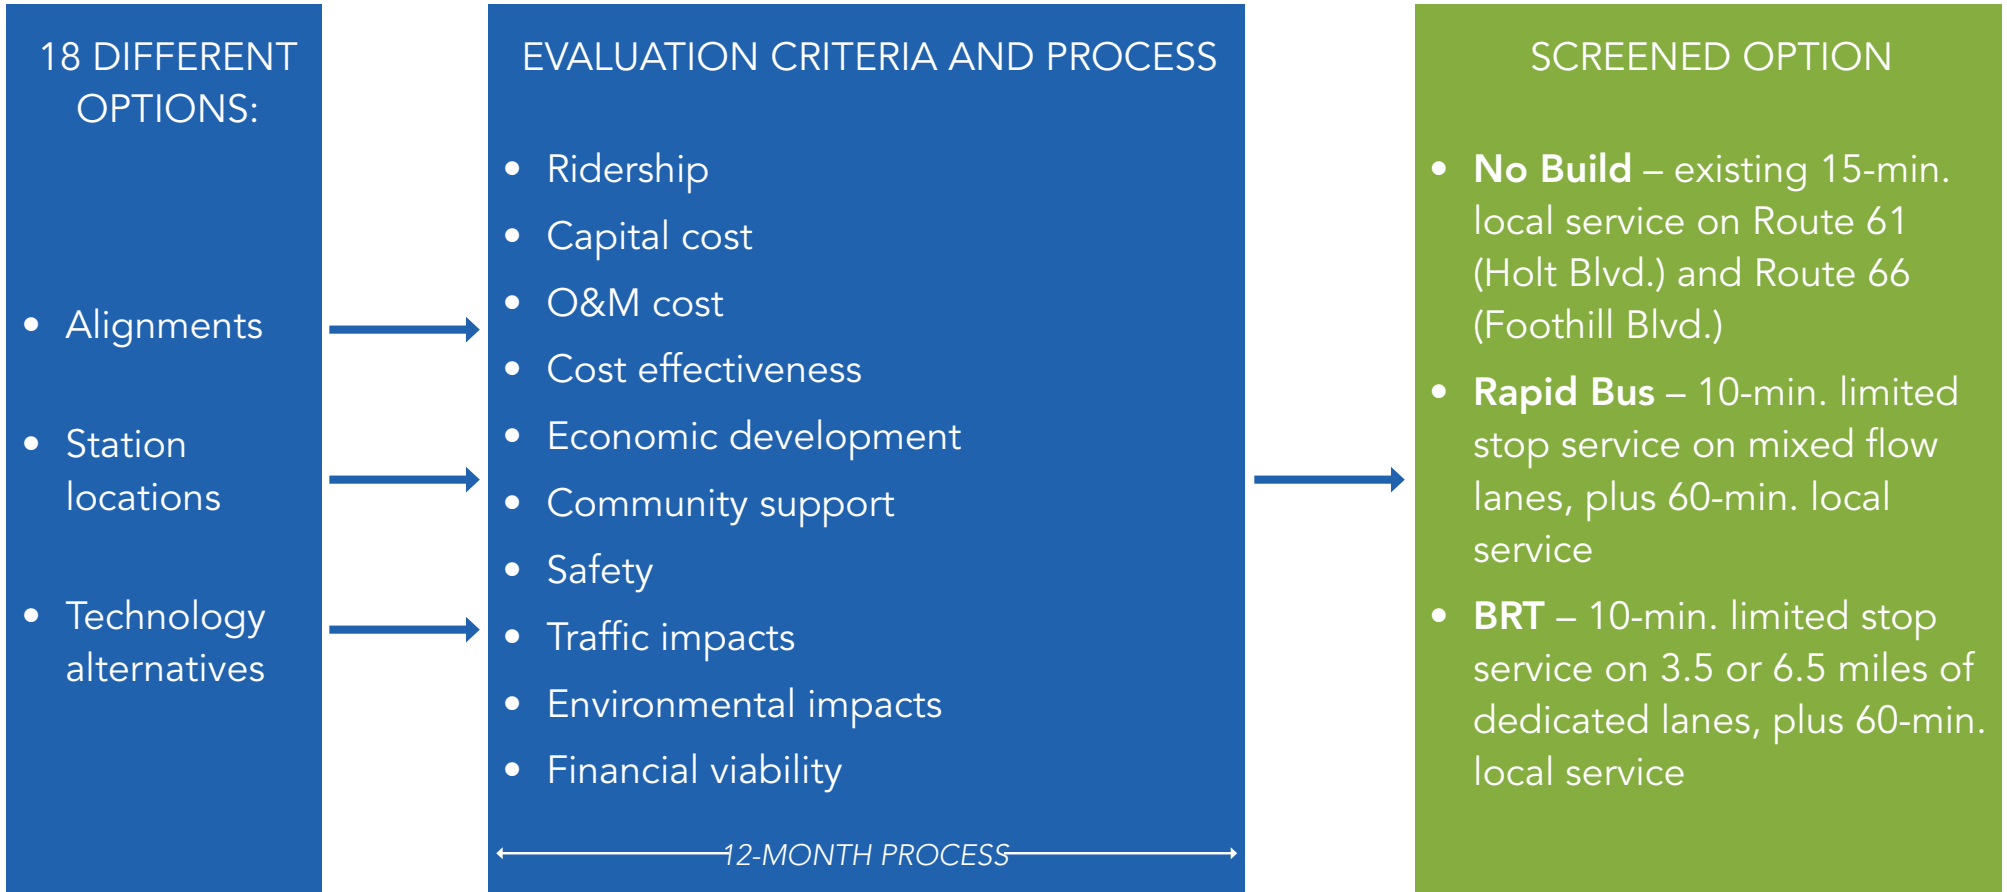 18 DIFFERENT
OPTIONS:
• Alignments
• Station
locations
• Technology
alternatives
EVALUATION CRITERIA AND PROCESS
• Ridership
• Capital cost
• O&M cost
• Cost effectiveness
• Economic development
• Community support
• Safety
• Traffic impacts
• Environmental impacts
• Financial viability
12-MONTH PROCESS
SCREENED OPTION
• No Build – existing 15-min.
local service on Route 61
(Holt Blvd.) and Route 66
(Foothill Blvd.)
• Rapid Bus – 10-min. limited
stop service on mixed flow
lanes, plus 60-min. local
service
• BRT – 10-min. limited stop
service on 3.5 or 6.5 miles of
dedicated lanes, plus 60-min.
local service